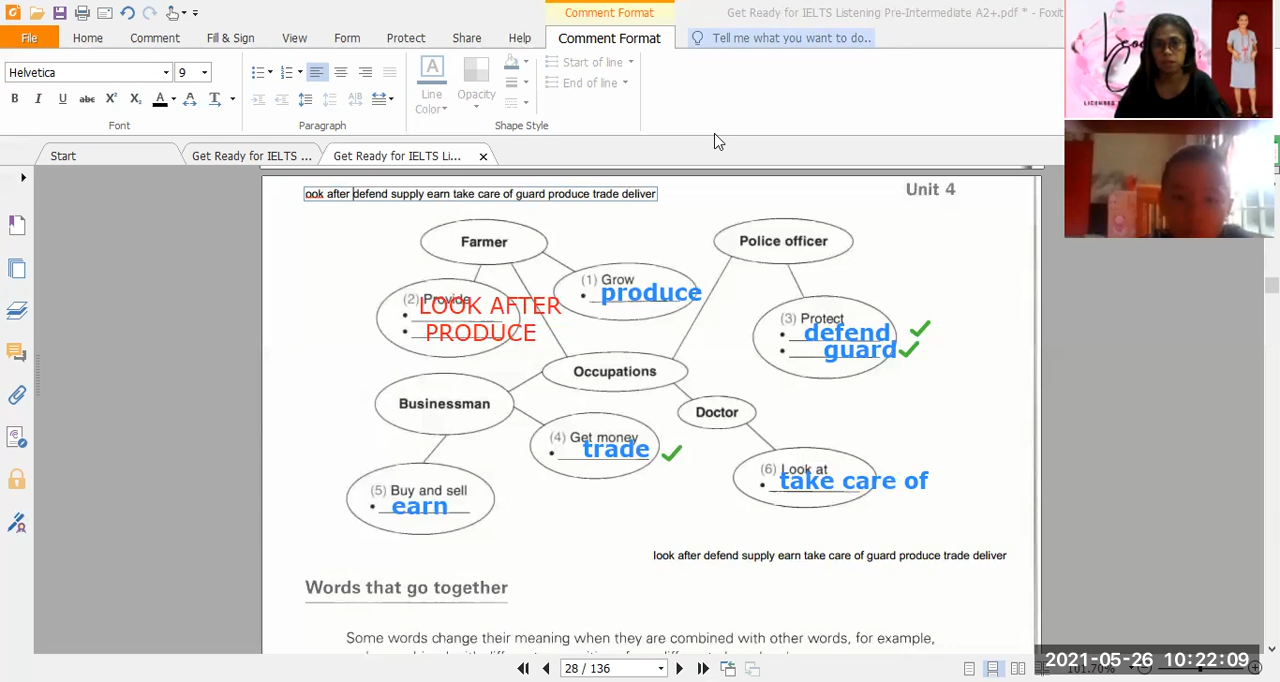 Comment Format
Get Ready for IELTS Listening Pre-Intermediate A2+.pdf * - Foxit
File
Home
Comment
Fill & Sign
View
Form
Protect
Share
Help
Comment Format
Tell me what you want to do..
Helvetica
9
Start of line
End of line
B I U abc X² X₂ A A T
Line
Color
Opacity
Font
Paragraph
Shape Style
Start
Get Ready for IELTS ...
Get Ready for IELTS Li...
ook after defend supply earn take care of guard produce trade deliver
Unit 4
Farmer
Police officer
(1) Grow
produce
(2) Provide
LOOK AFTER
PRODUCE
(3) Protect
defend
guard
Occupations
Businessman
Doctor
(4) Get money
trade
(6) Look at
take care of
(5) Buy and sell
earn
look after defend supply earn take care of guard produce trade deliver
Words that go together
Some words change their meaning when they are combined with other words, for example,
28 / 136
2021-05-26 10:22:09